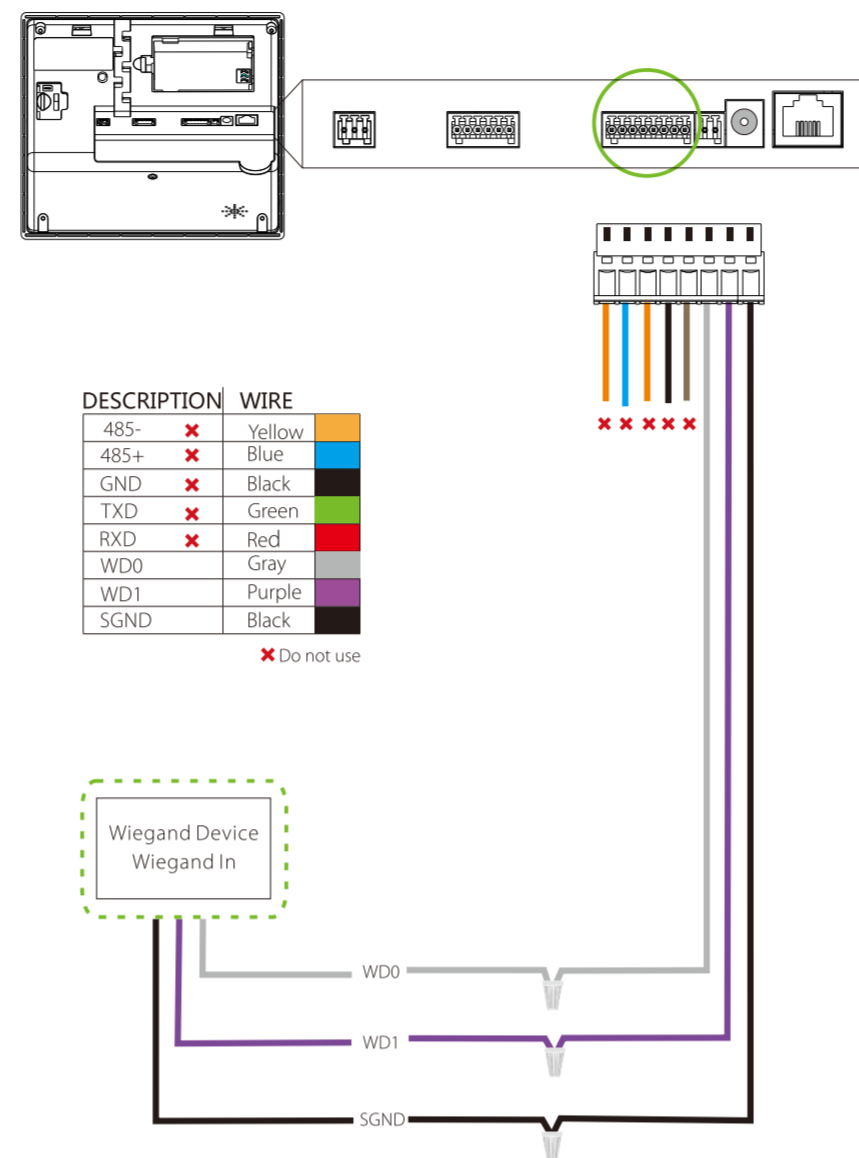 DESCRIPTION WIRE
485- Yellow
485+ Blue
GND Black
TXD Green
RXD Red
WD0 Gray
WD1 Purple
SGND Black
Do not use
Wiegand Device
Wiegand In
WD0
WD1
SGND